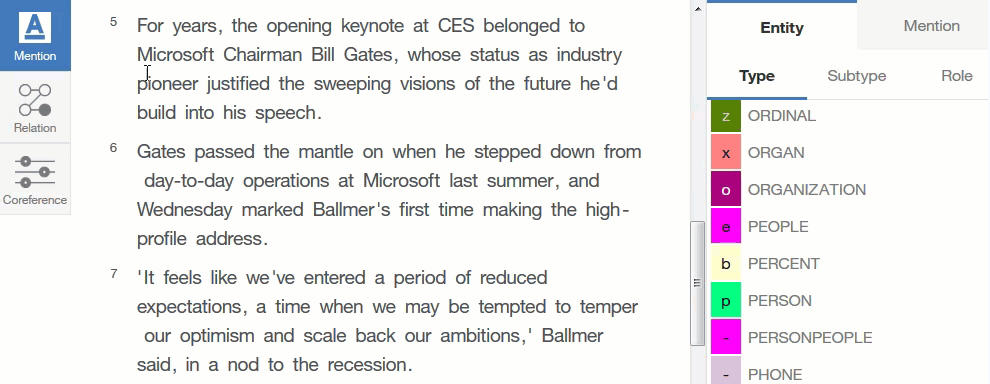 A
Mention
Relation
Coreference
5 For years, the opening keynote at CES belonged to
Microsoft Chairman Bill Gates, whose status as industry
pioneer justified the sweeping visions of the future he'd
build into his speech.
6 Gates passed the mantle on when he stepped down from
day-to-day operations at Microsoft last summer, and
Wednesday marked Ballmer's first time making the high-
profile address.
7 'It feels like we've entered a period of reduced
expectations, a time when we may be tempted to temper
our optimism and scale back our ambitions,' Ballmer
said, in a nod to the recession.
Entity Mention
Type Subtype Role
z ORDINAL
x ORGAN
o ORGANIZATION
e PEOPLE
b PERCENT
p PERSON
- PERSONPEOPLE
- PHONE